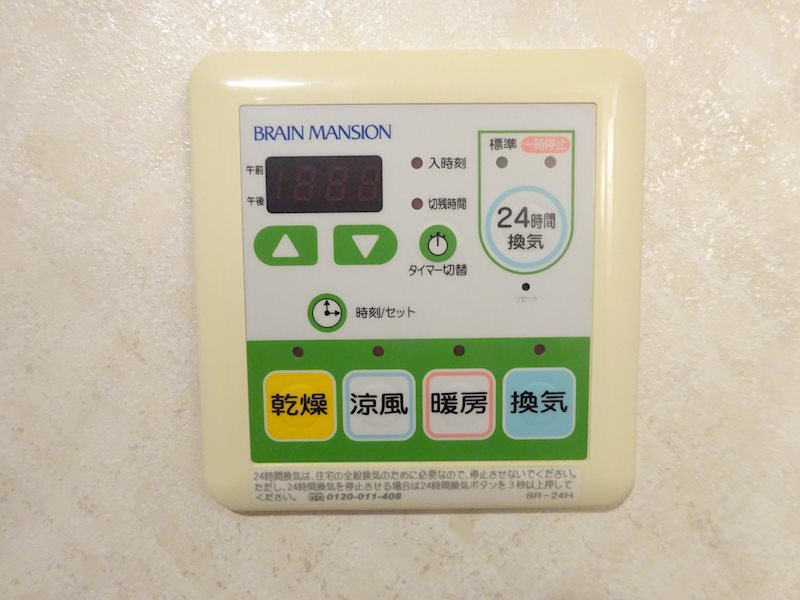 BRAIN MANSION
標準 一時停止
午前 入時刻
午後 切残時間
24時間
換気
タイマー切替
リセット
時刻/セット
乾燥 涼風 暖房 換気
24時間換気は、住宅の全般換気のために必要なので、停止させないでください。
ただし、24時間換気を停止させる場合は24時間換気ボタンを3秒以上押して
ください。 0120-011-408 BR-24H